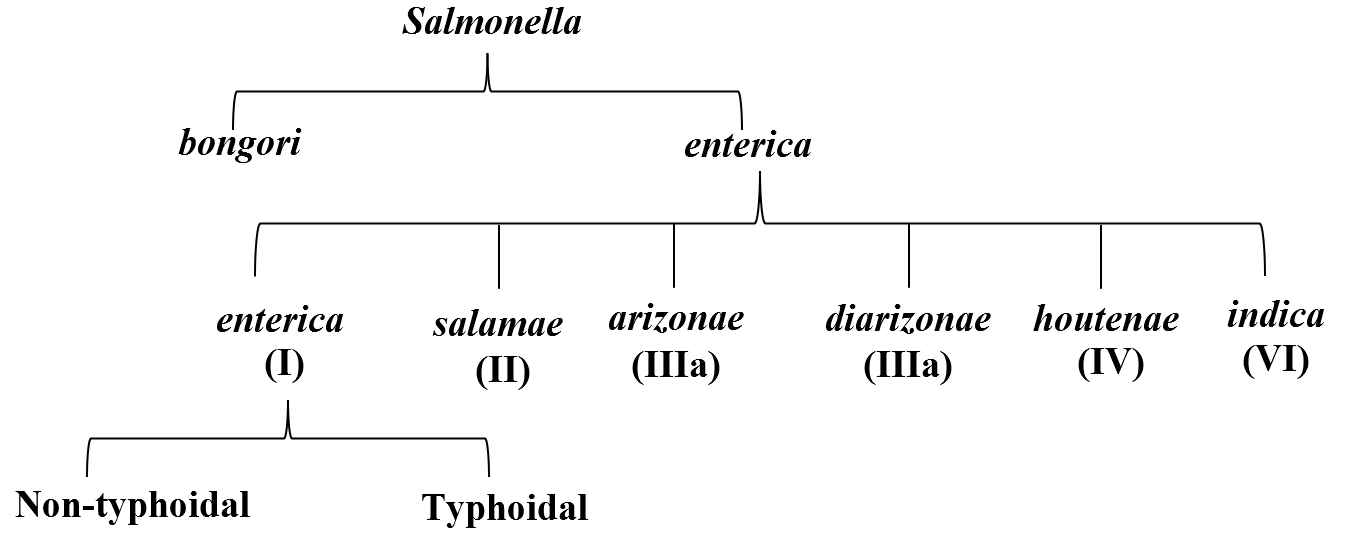 Salmonella
bongori
enterica
enterica
(I)
salamae
(II)
arizonae
(IIIa)
diarizonae
(IIIa)
houtenae
(IV)
indica
(VI)
Non-typhoidal
Typhoidal